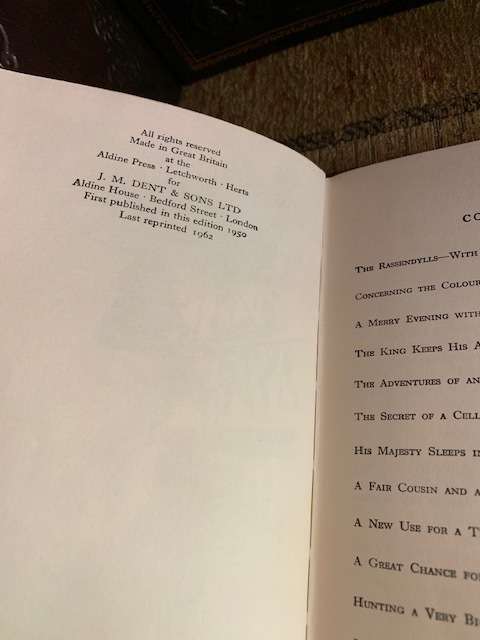 All rights reserved
Made in Great Britain
at the
Aldine Press · Letchworth · Herts
for
J. M. DENT & SONS LTD
Aldine House · Bedford Street · London
First published in this edition 1950
Last reprinted 1962
CO
THE RASSENDYLLS—WITH
CONCERNING THE COLOUR
A MERRY EVENING WITH
THE KING KEEPS HIS A
THE ADVENTURES OF AN
THE SECRET OF A CELL
HIS MAJESTY SLEEPS IN
A FAIR COUSIN AND A
A NEW USE FOR A T
A GREAT CHANCE FO
HUNTING A VERY BI